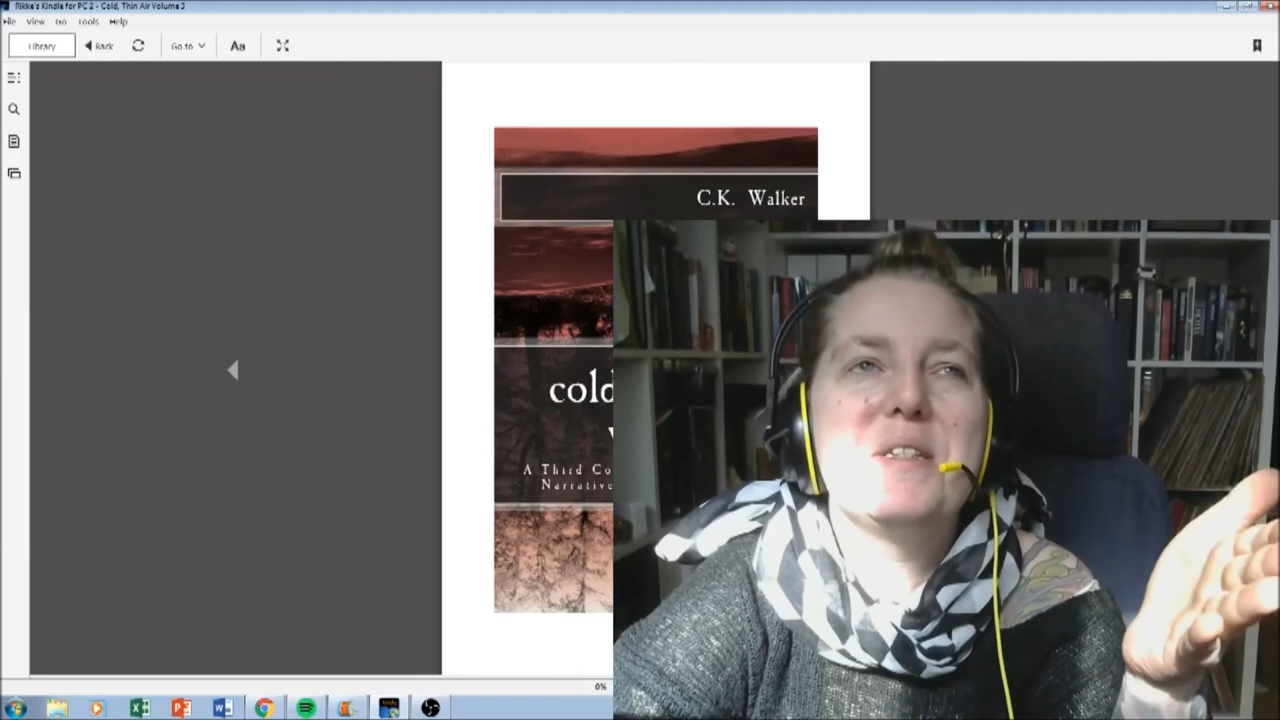 Rikke's Kindle for PC 2 - Cold, Thin Air Volume 3
File View Go Tools Help
Library Back Go to Aa
C.K. Walker
cold
A Third Co
Narrative
0%